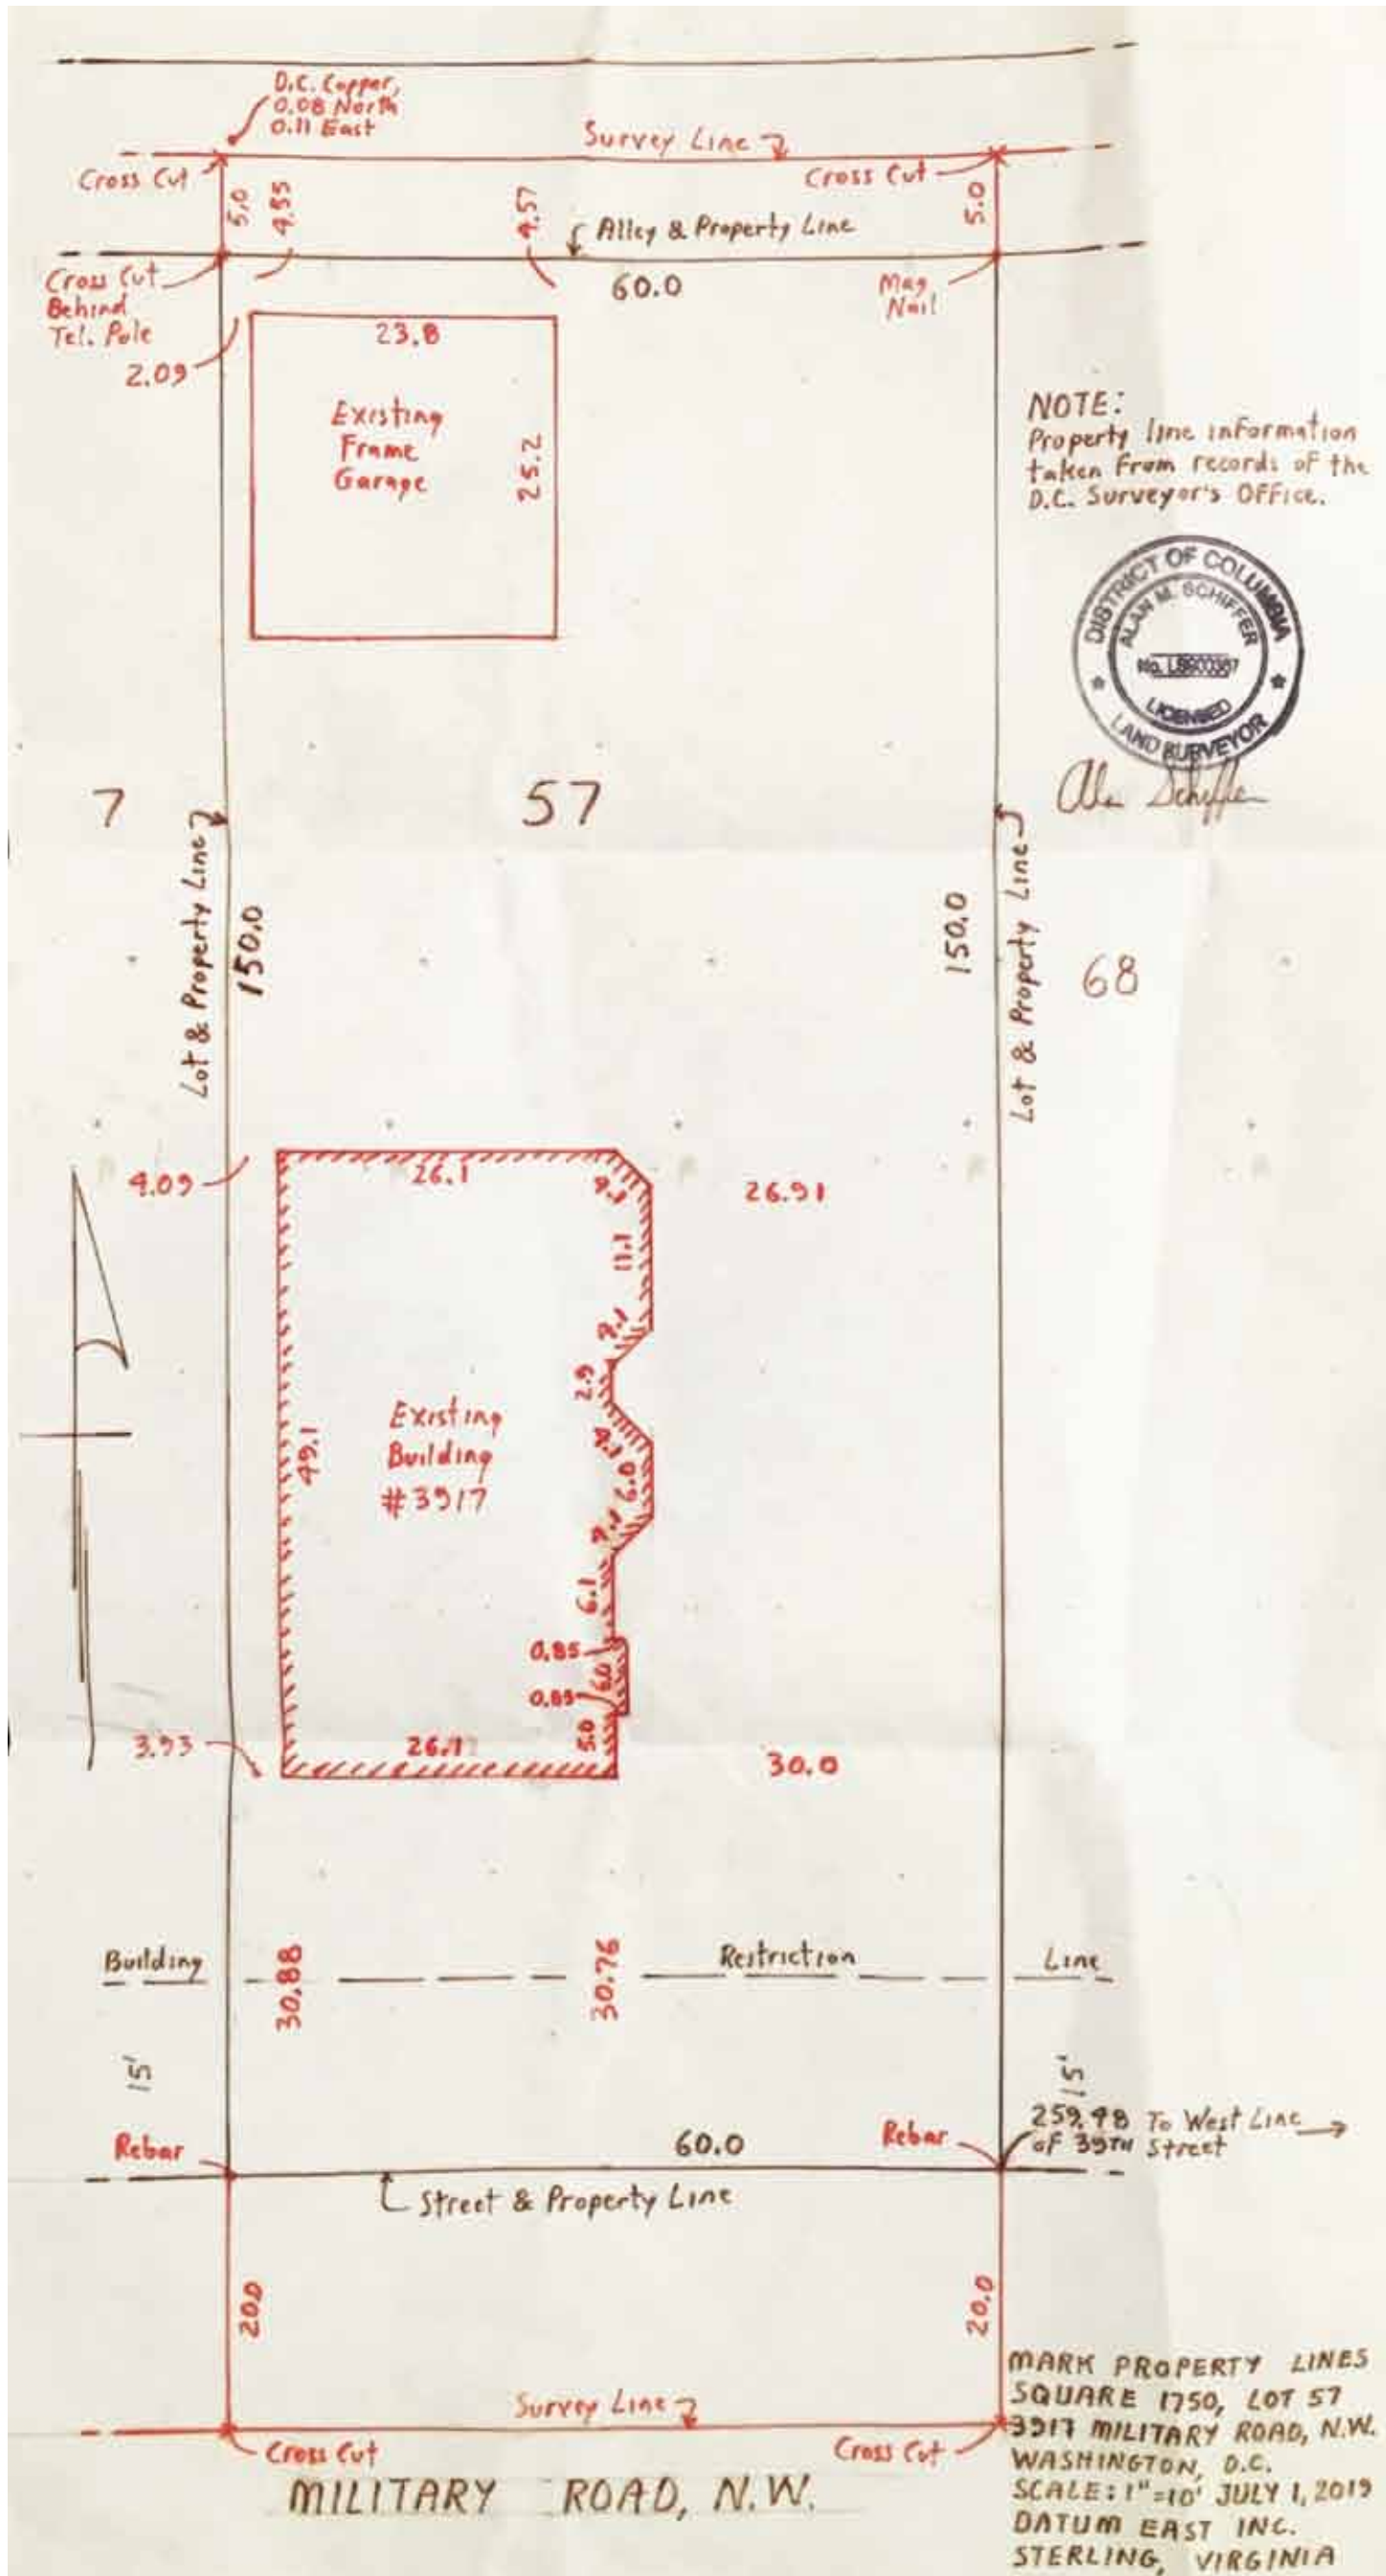 D.C. Copper,
0.08 North
0.11 East
Survey Line
Cross Cut
Cross Cut
5.0
4.55
4.57
5.0
Alley & Property Line
60.0
Cross Cut
Behind
Tel. Pole
Mag
Nail
2.09
23.8
Existing
Frame
Garage
25.2
NOTE:
Property line information
taken from records of the
D.C. Surveyor's Office.
DISTRICT OF COLUMBIA
ALAN M. SCHIFFER
LICENSED
LAND SURVEYOR
7
57
Lot & Property Line
150.0
150.0
Lot & Property Line
68
4.09
26.1
4.1
26.91
11.1
4.1
2.9
4.1
6.0
4.1
Existing
Building
#3917
49.1
6.1
0.85
6.0
0.85
5.0
3.93
26.1
30.0
Building
Restriction
Line
30.88
30.76
15'
15'
259.98 To West Line
of 39TH Street
Rebar
60.0
Rebar
Street & Property Line
20.0
20.0
Survey Line
Cross Cut
Cross Cut
MILITARY ROAD, N.W.
MARK PROPERTY LINES
SQUARE 1750, LOT 57
3917 MILITARY ROAD, N.W.
WASHINGTON, D.C.
SCALE: 1"=10' JULY 1, 2019
DATUM EAST INC.
STERLING, VIRGINIA